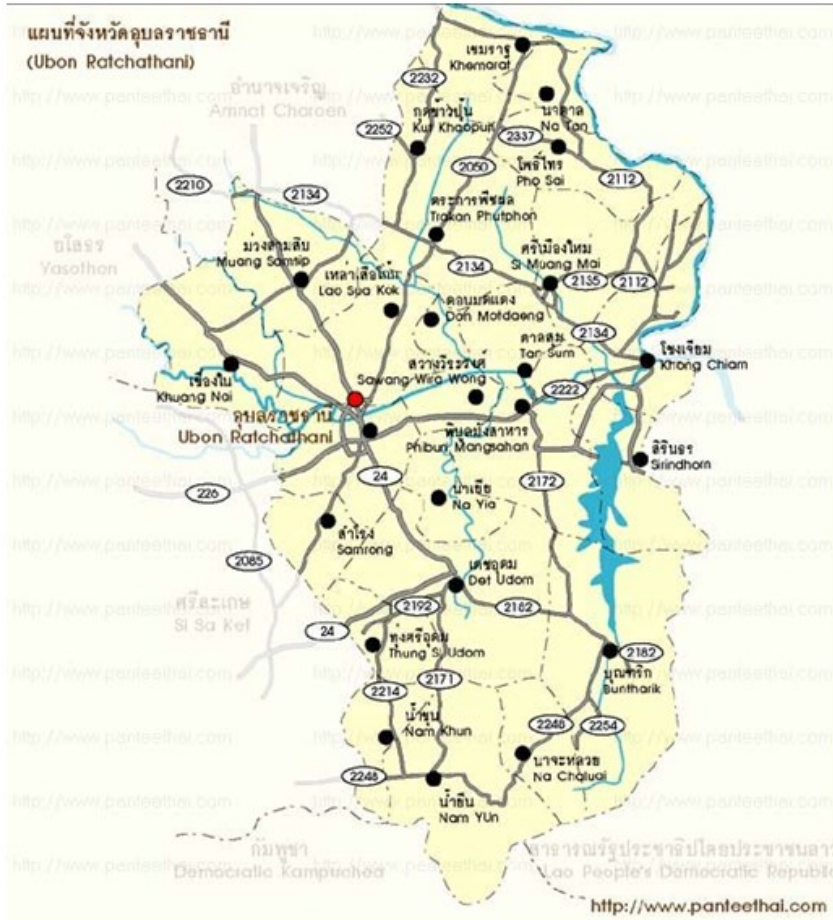 แผนที่จังหวัดอุบลราชธานี
(Ubon Ratchathani)
เขมราฐ
Khemarat
2232
อำนาจเจริญ
Amnat Charoen
กุดข้าวปุ้น
Kut Khaopun
นาตาล
Na Tan
2252
2337
2050
โพธิ์ไทร
Pho Sai
2112
2210
2134
ตระการพืชผล
Trakan Phutphon
ยโสธร
Yasothon
ม่วงสามสิบ
Muang Samsip
2134
ศรีเมืองใหม่
Si Muang Mai
2135
2112
เหล่าเสือโก้ก
Lao Sua Kok
ดอนมดแดง
Don Motdaeng
2134
ตาลสุม
Tan Sum
โขงเจียม
Khong Chiam
เขื่องใน
Khuang Nai
สว่างวีระวงศ์
Sawang Wira Wong
2222
อุบลราชธานี
Ubon Ratchathani
พิบูลมังสาหาร
Phibun Mangsahan
สิรินธร
Sirindhorn
24
2172
226
นาเยีย
Na Yia
สำโรง
Samrong
2085
เดชอุดม
Det Udom
ศรีสะเกษ
Si Sa Ket
2192
2182
24
ทุ่งศรีอุดม
Thung Si Udom
2182
บุณฑริก
Buntharik
2171
2214
น้ำขุ่น
Nam Khun
2248
2254
นาจะหลวย
Na Chaluai
2248
น้ำยืน
Nam YUn
กัมพูชา
Democratic Kampuchea
สาธารณรัฐประชาธิปไตยประชาชนลาว
Lao People's Democratic Republic
http://www.panteethai.com